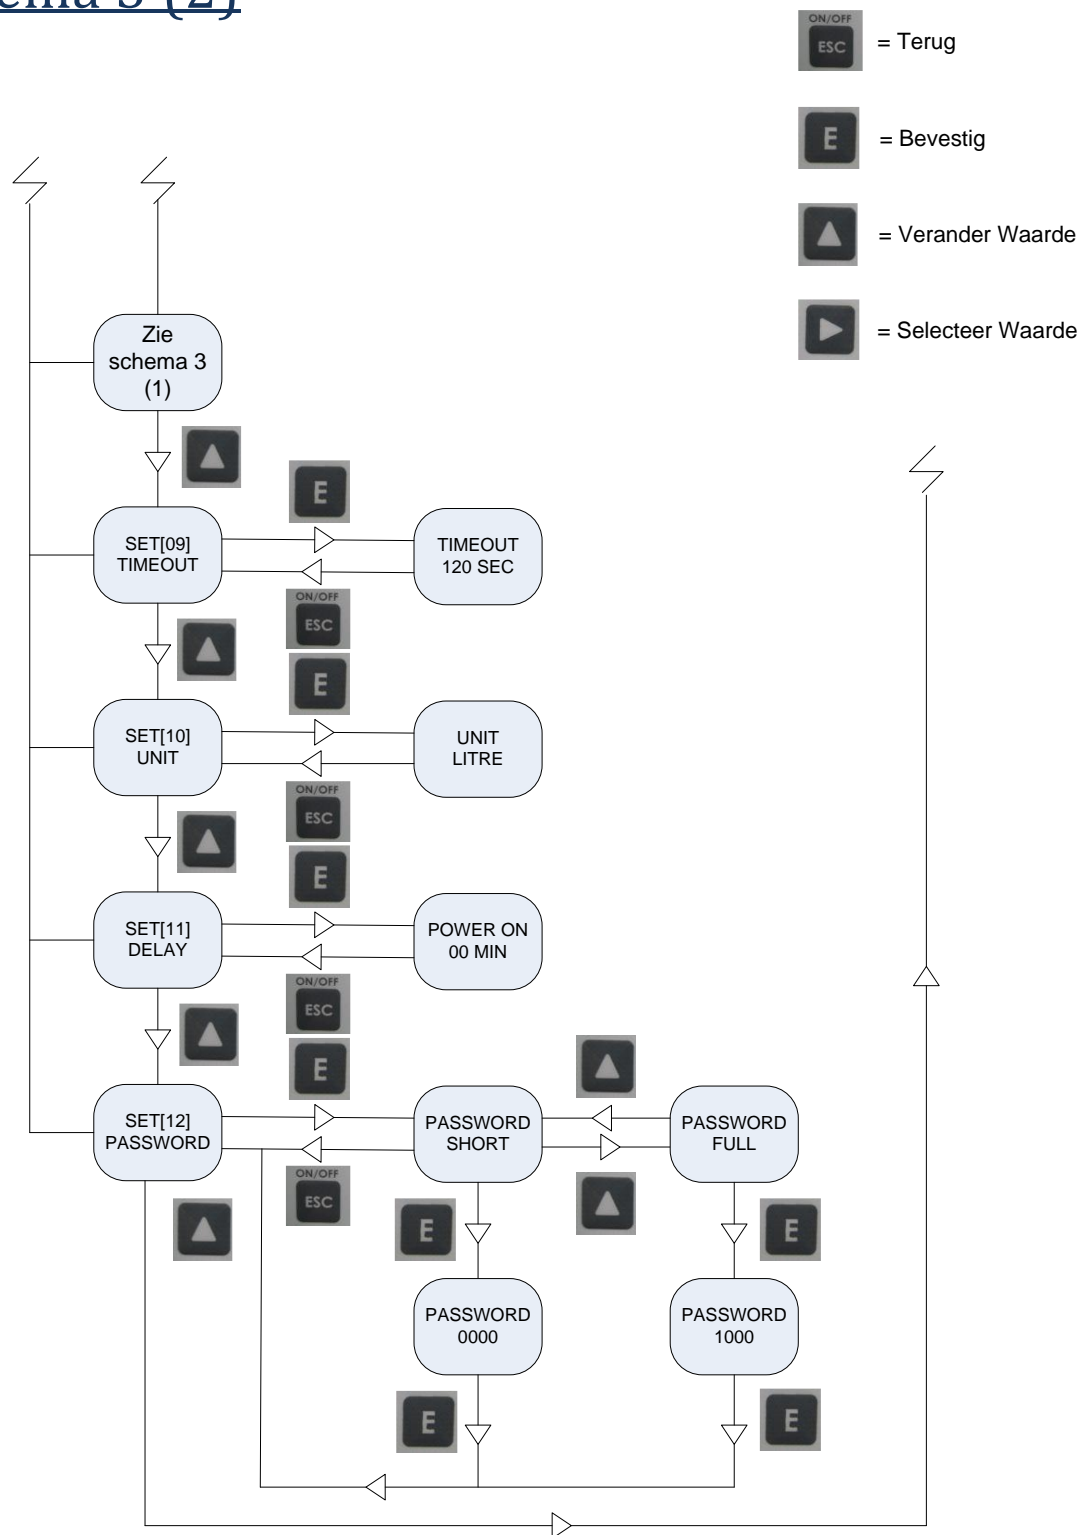 3 (2)
ON/OFF
ESC
= Terug
E
= Bevestig
= Verander Waarde
= Selecteer Waarde
Zie
schema 3
(1)
E
SET[09]
TIMEOUT
TIMEOUT
120 SEC
ON/OFF
ESC
E
SET[10]
UNIT
UNIT
LITRE
ON/OFF
ESC
E
SET[11]
DELAY
POWER ON
00 MIN
ON/OFF
ESC
E
SET[12]
PASSWORD
PASSWORD
SHORT
PASSWORD
FULL
ON/OFF
ESC
E
E
PASSWORD
0000
PASSWORD
1000
E
E